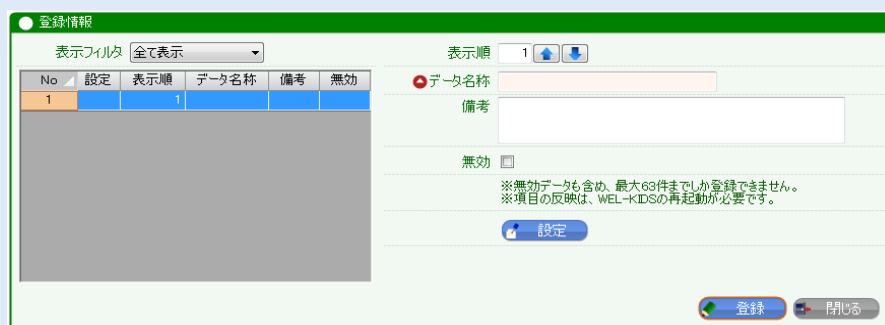 登録情報
表示フィルタ 全て表示
No 設定 表示順 データ名称 備考 無効
1 1
表示順 1
データ名称
備考
無効
※無効データも含め、最大63件までしか登録できません。
※項目の反映は、WEL-KIDSの再起動が必要です。
設定
登録 閉じる